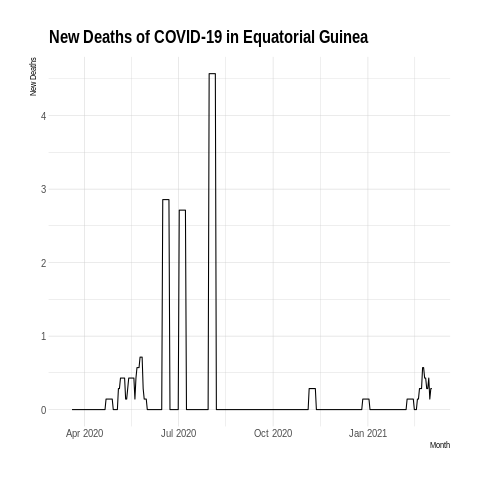 New Deaths of COVID-19 in Equatorial Guinea
New Deaths
4
3
2
1
0
Apr 2020 Jul 2020 Oct 2020 Jan 2021
Month